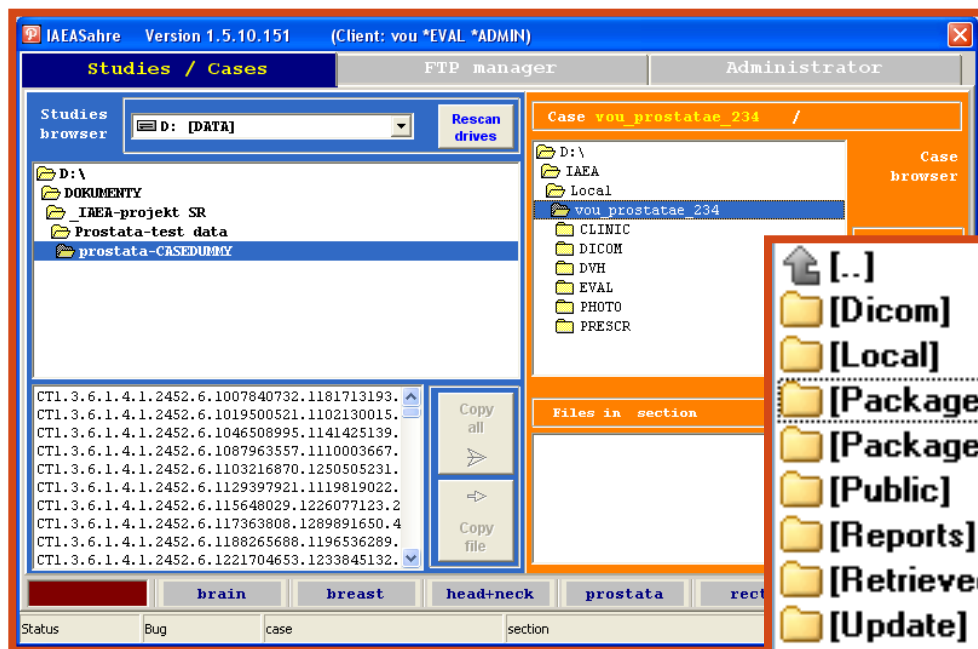 IAEASahre Version 1.5.10.151 (Client: vou *EVAL *ADMIN)
Studies / Cases
FTP manager
Administrator
Studies browser
D: [DATA]
Rescan drives
D:\
DOKUMENTY
_IAEA-projekt SR
Prostata-test data
prostata-CASEDUMMY
CT1.3.6.1.4.1.2452.6.1007840732.1181713193.
CT1.3.6.1.4.1.2452.6.1019500521.1102130015.
CT1.3.6.1.4.1.2452.6.1046508995.1141425139.
CT1.3.6.1.4.1.2452.6.1087963557.1110003667.
CT1.3.6.1.4.1.2452.6.1103216870.1250505231.
CT1.3.6.1.4.1.2452.6.1129397921.1119819022.
CT1.3.6.1.4.1.2452.6.115648029.1226077123.2
CT1.3.6.1.4.1.2452.6.117363808.1289891650.4
CT1.3.6.1.4.1.2452.6.1188265688.1196536289.
CT1.3.6.1.4.1.2452.6.1221704653.1233845132.
Copy all
Copy file
Case vou_prostatae_234 /
D:\
IAEA
Local
vou_prostatae_234
CLINIC
DICOM
DVH
EVAL
PHOTO
PRESCR
Case browser
Files in section
[..]
[Dicom]
[Local]
[Package
[Package
[Public]
[Reports]
[Retrieve
[Update]
brain
breast
head+neck
prostata
rect
Status
Bug
case
section